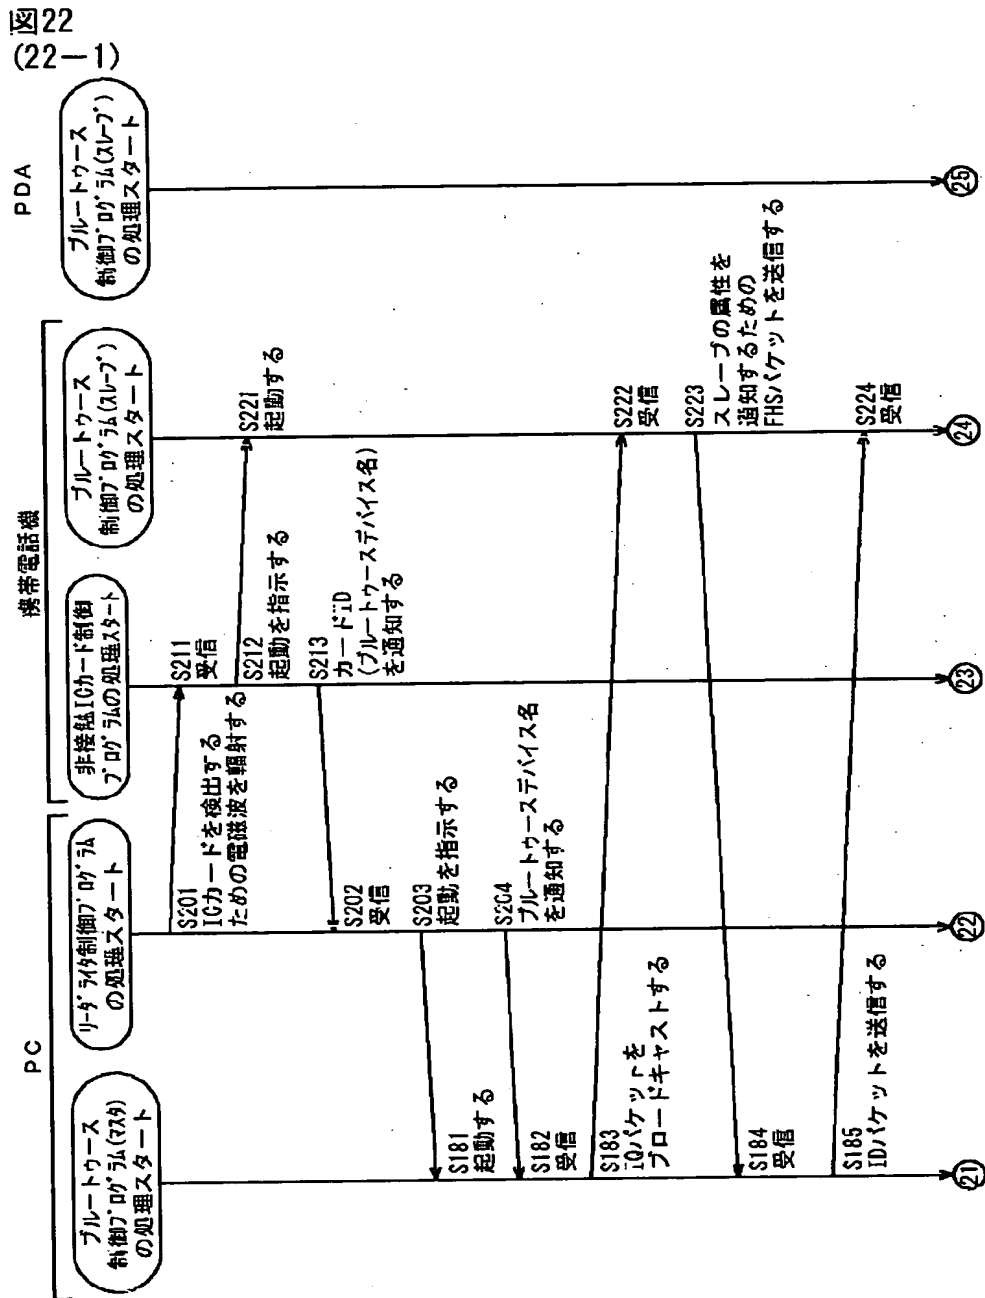 図22
(22-1)
PC
ブルートゥース
制御プログラム(マスタ)
の処理スタート
リーダライタ制御プログラム
の処理スタート
携帯電話機
非接触ICカード制御
プログラムの処理スタート
ブルートゥース
制御プログラム(スレーブ)
の処理スタート
PDA
ブルートゥース
制御プログラム(スレーブ)
の処理スタート
S201
ICカードを検出する
ための電磁波を輻射する
S211
受信
S212
起動を指示する
S221
起動する
S213
カードID
(ブルートゥースデバイス名)
を通知する
S202
受信
S203
起動を指示する
S181
起動する
S204
ブルートゥースデバイス名
を通知する
S182
受信
S183
IQパケットを
ブロードキャストする
S222
受信
S223
スレーブの属性を
通知するための
FHSパケットを送信する
S184
受信
S185
IDパケットを送信する
S224
受信
21
22
23
24
25